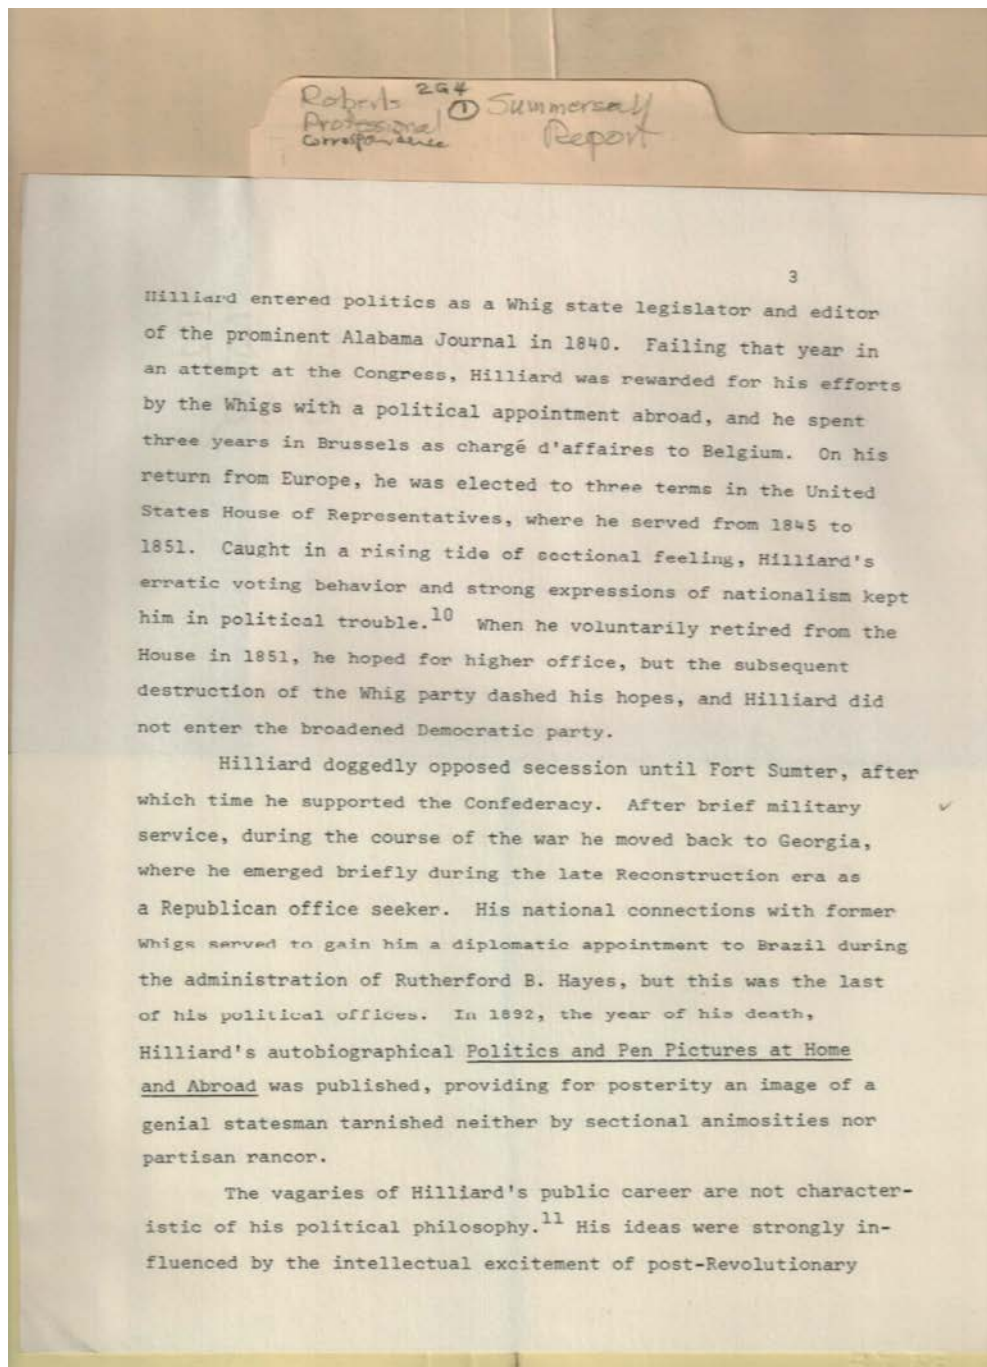 Roberts 2G4 ① Summersell
Professional Report
Correspondence
3
Hilliard entered politics as a Whig state legislator and editor
of the prominent Alabama Journal in 1840. Failing that year in
an attempt at the Congress, Hilliard was rewarded for his efforts
by the Whigs with a political appointment abroad, and he spent
three years in Brussels as chargé d'affaires to Belgium. On his
return from Europe, he was elected to three terms in the United
States House of Representatives, where he served from 1845 to
1851. Caught in a rising tide of sectional feeling, Hilliard's
erratic voting behavior and strong expressions of nationalism kept
him in political trouble.10 When he voluntarily retired from the
House in 1851, he hoped for higher office, but the subsequent
destruction of the Whig party dashed his hopes, and Hilliard did
not enter the broadened Democratic party.
Hilliard doggedly opposed secession until Fort Sumter, after
which time he supported the Confederacy. After brief military
service, during the course of the war he moved back to Georgia,
where he emerged briefly during the late Reconstruction era as
a Republican office seeker. His national connections with former
Whigs served to gain him a diplomatic appointment to Brazil during
the administration of Rutherford B. Hayes, but this was the last
of his political offices. In 1892, the year of his death,
Hilliard's autobiographical Politics and Pen Pictures at Home
and Abroad was published, providing for posterity an image of a
genial statesman tarnished neither by sectional animosities nor
partisan rancor.
The vagaries of Hilliard's public career are not character-
istic of his political philosophy.11 His ideas were strongly in-
fluenced by the intellectual excitement of post-Revolutionary